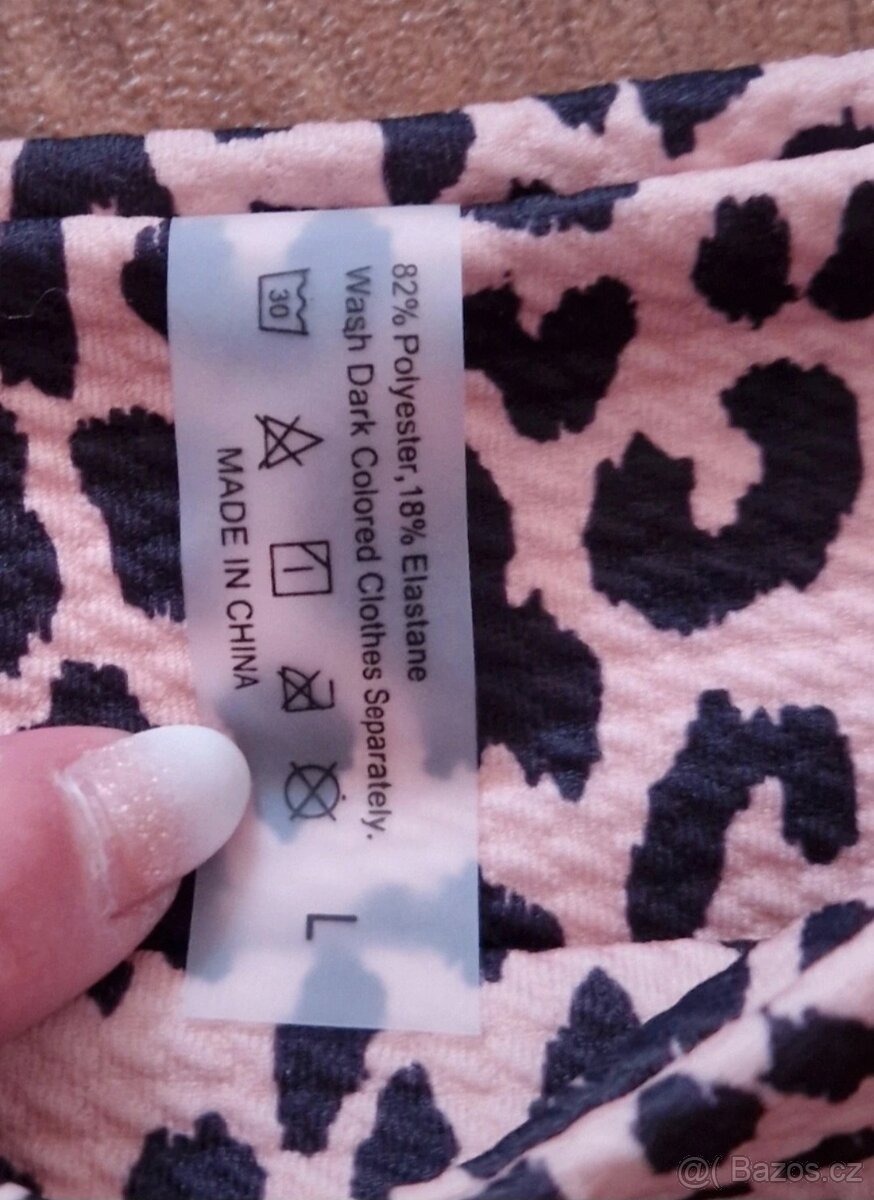 82% Polyester,18% Elastane
Wash Dark Colored Clothes Separately.
30
MADE IN CHINA
L
@( Bazos.cz